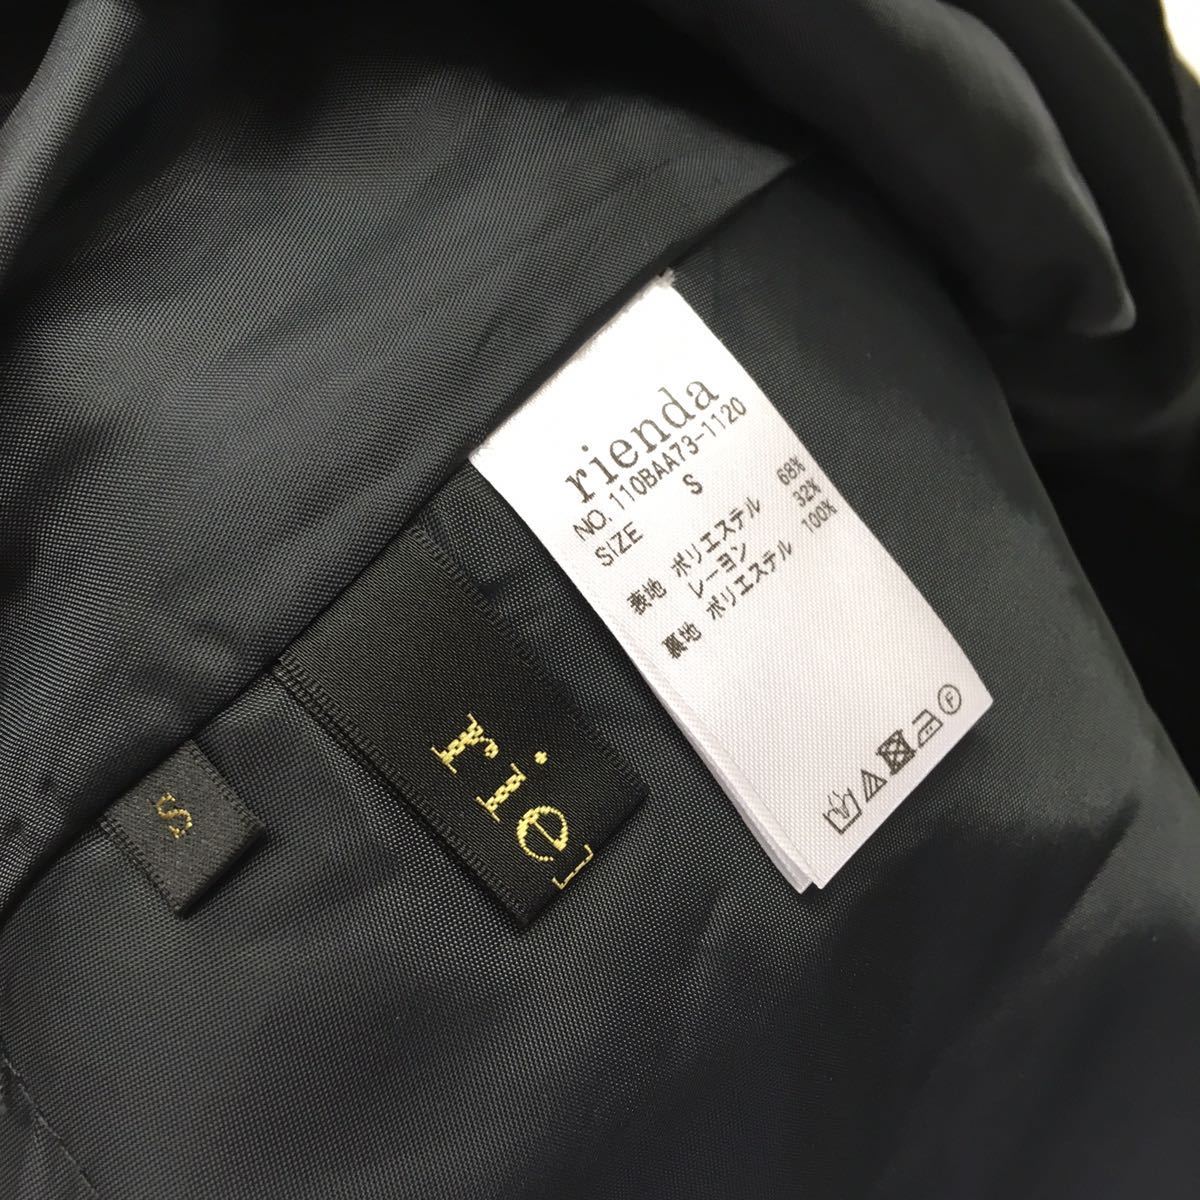 rienda
NO. 110BAA73-1120
SIZE S
表地 ポリエステル 68%
レーヨン 32%
裏地 ポリエステル 100%
F
rie
S